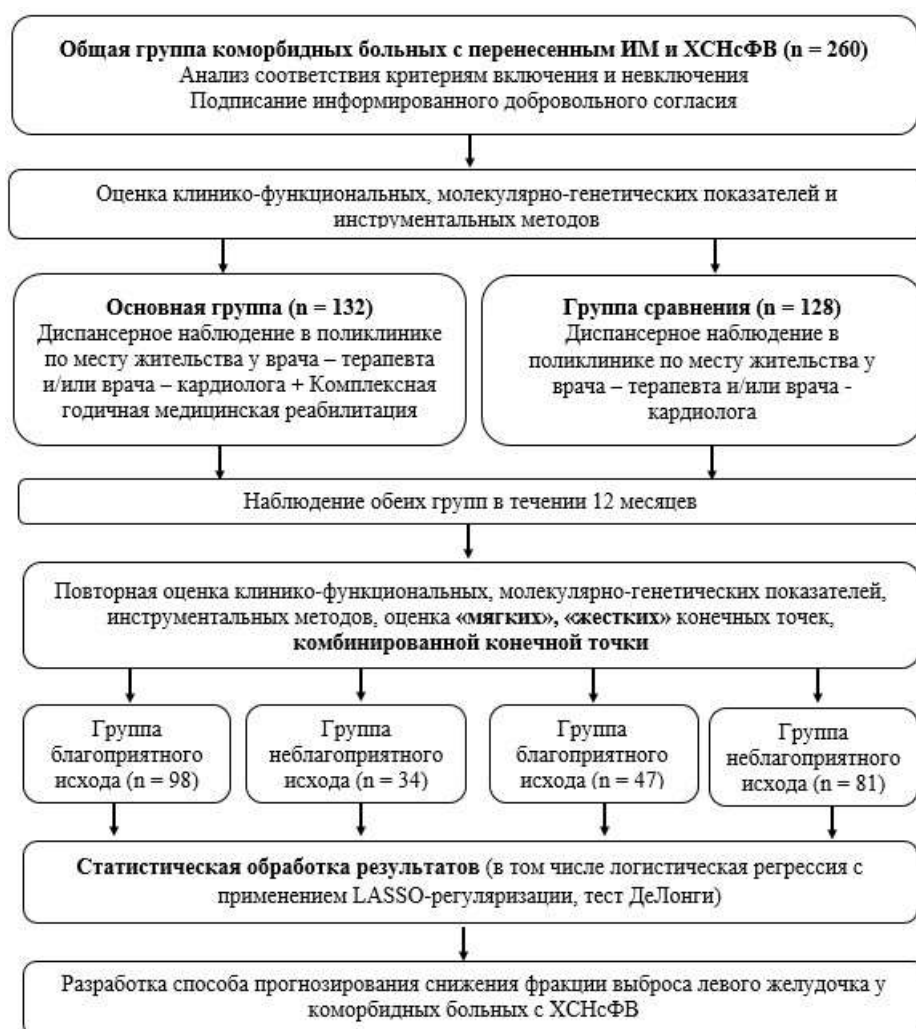 Общая группа коморбидных больных с перенесенным ИМ и ХСНсФВ (n = 260)
Анализ соответствия критериям включения и невключения
Подписание информированного добровольного согласия
Оценка клинико-функциональных, молекулярно-генетических показателей и
инструментальных методов
Основная группа (n = 132)
Диспансерное наблюдение в поликлинике
по месту жительства у врача – терапевта
и/или врача – кардиолога + Комплексная
годичная медицинская реабилитация
Группа сравнения (n = 128)
Диспансерное наблюдение в
поликлинике по месту жительства у
врача – терапевта и/или врача -
кардиолога
Наблюдение обеих групп в течении 12 месяцев
Повторная оценка клинико-функциональных, молекулярно-генетических показателей,
инструментальных методов, оценка «мягких», «жестких» конечных точек,
комбинированной конечной точки
Группа
благоприятного
исхода (n = 98)
Группа
неблагоприятного
исхода (n = 34)
Группа
благоприятного
исхода (n = 47)
Группа
неблагоприятного
исхода (n = 81)
Статистическая обработка результатов (в том числе логистическая регрессия с
применением LASSO-регуляризации, тест ДеЛонги)
Разработка способа прогнозирования снижения фракции выброса левого желудочка у
коморбидных больных с ХСНсФВ